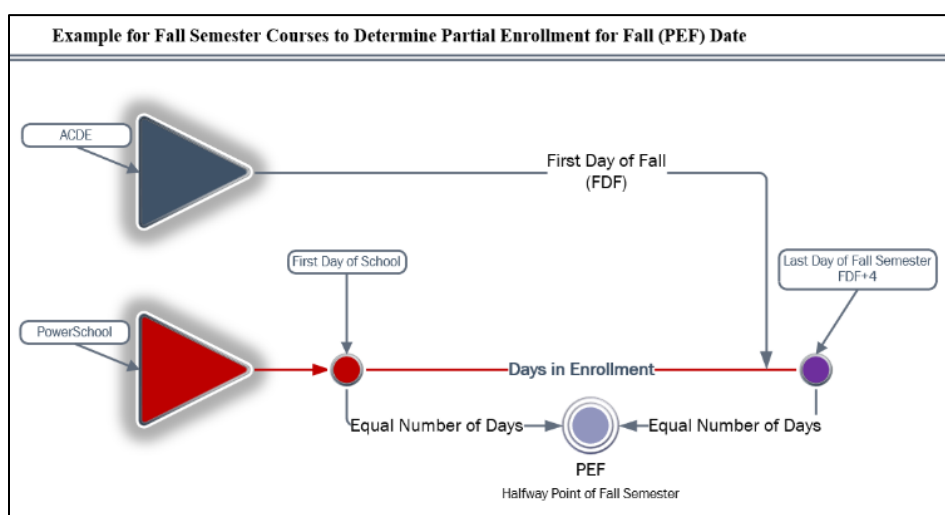 Example for Fall Semester Courses to Determine Partial Enrollment for Fall (PEF) Date
ACDE
First Day of Fall
(FDF)
First Day of School
Last Day of Fall Semester
FDF+4
PowerSchool
Days in Enrollment
Equal Number of Days
Equal Number of Days
PEF
Halfway Point of Fall Semester